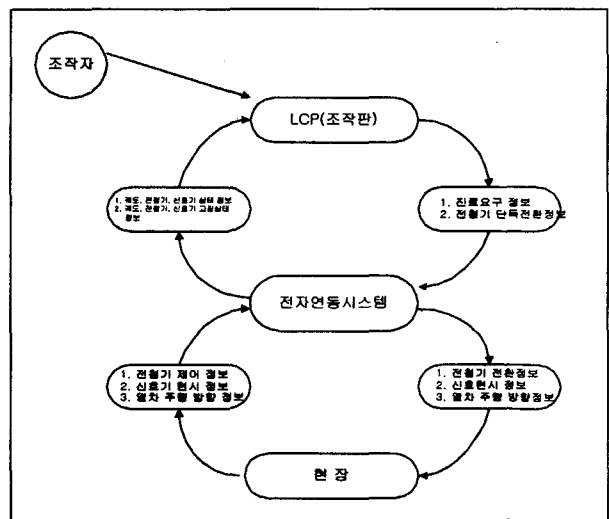 조작자
LCP(조작판)
1. 궤도, 전철기, 신호기 상태 정보
2. 궤도, 전철기, 신호기 고장상태
정보
1. 진로요구 정보
2. 전철기 단독전환정보
전자연동시스템
1. 전철기 제어 정보
2. 신호기 현시 정보
3. 열차 주행 방향 정보
1. 전철기 전환정보
2. 신호현시 정보
3. 열차 주행 방향정보
현 장